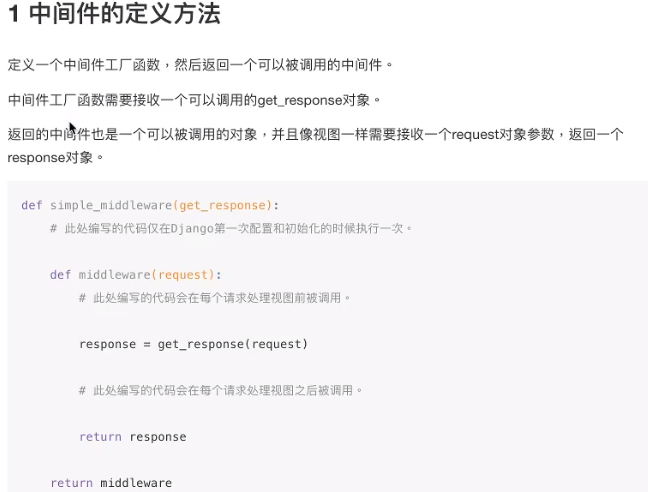 1 中间件的定义方法
定义一个中间件工厂函数，然后返回一个可以被调用的中间件。
中间件工厂函数需要接收一个可以调用的get_response对象。
返回的中间件也是一个可以被调用的对象，并且像视图一样需要接收一个request对象参数，返回一个
response对象。
def simple_middleware(get_response):
    # 此处编写的代码仅在Django第一次配置和初始化的时候执行一次。
    def middleware(request):
        # 此处编写的代码会在每个请求处理视图前被调用。
        response = get_response(request)
        # 此处编写的代码会在每个请求处理视图之后被调用。
        return response
    return middleware